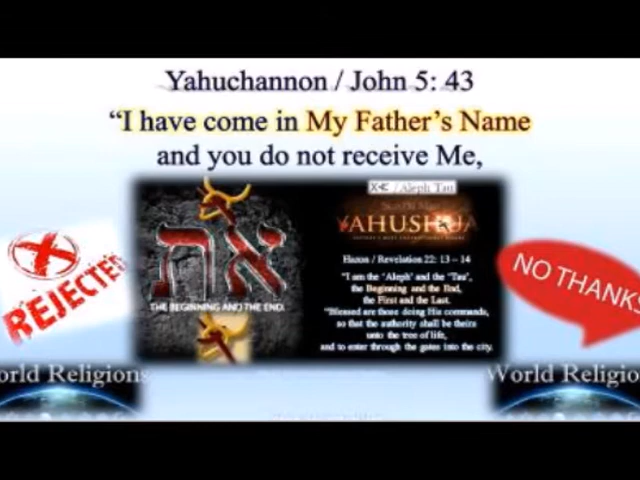 Yahuchannon / John 5: 43
“I have come in My Father’s Name
and you do not receive Me,
/ Aleph Tau
YAHUSHUA
את
THE BEGINNING AND THE END.
Hazon / Revelation 22: 13 – 14
“I am the ‘Aleph’ and the ‘Tau’,
the Beginning and the End,
the First and the Last.
“Blessed are those doing His commands,
so that the authority shall be theirs
unto the tree of life,
and to enter through the gates into the city.
REJECTED
NO THANKS
orld Religions
World Religio